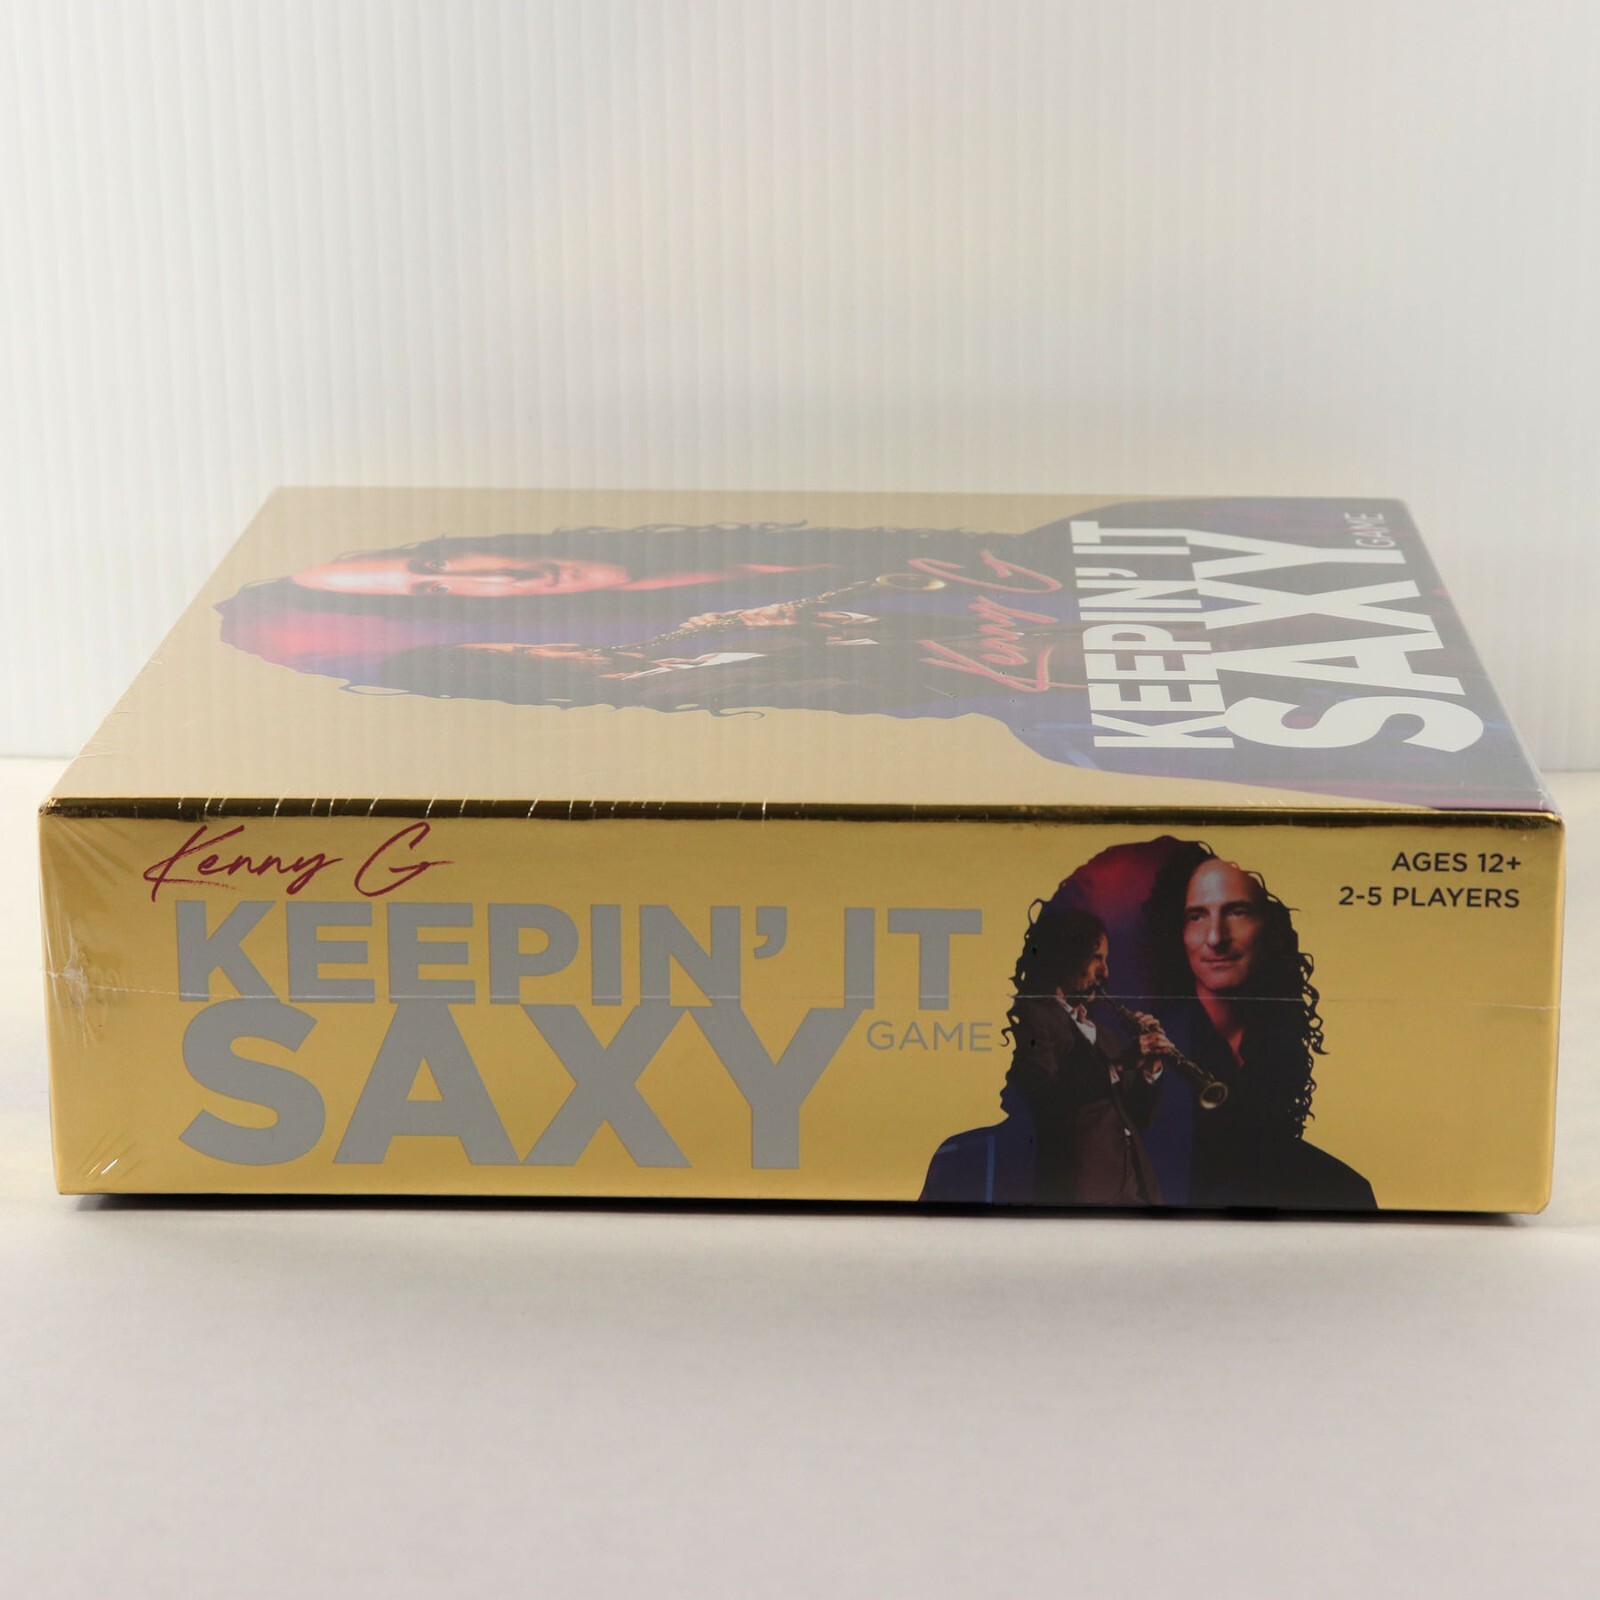 Kenny G
KEEPIN' IT
SAXY
GAME
Kenny G
KEEPIN' IT
SAXY
GAME
AGES 12+
2-5 PLAYERS